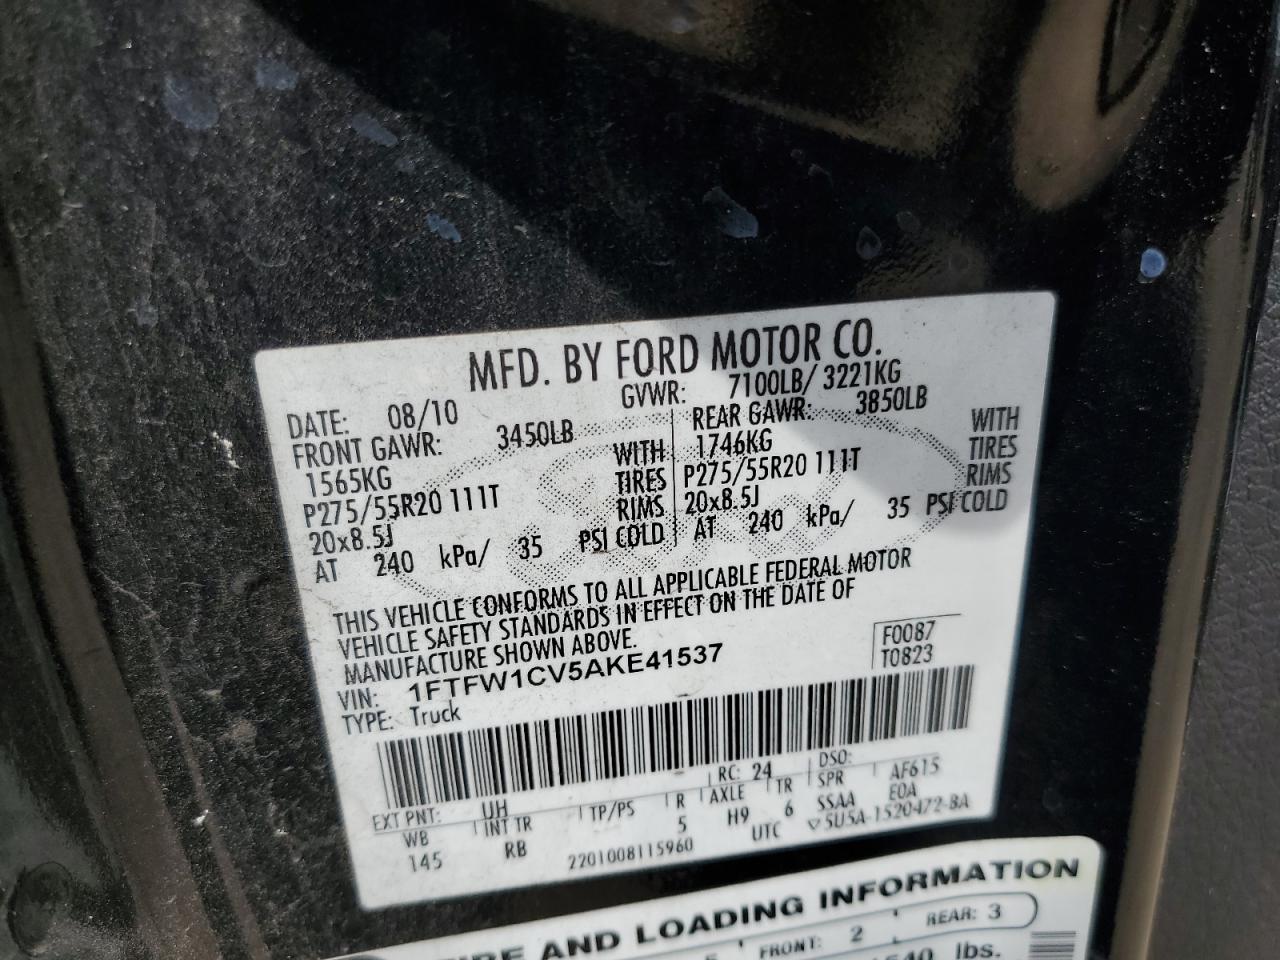 MFD. BY FORD MOTOR CO.
DATE: 08/10 GVWR: 7100LB/ 3221KG
FRONT GAWR: 3450LB REAR GAWR: 3850LB
1565KG WITH 1746KG WITH
P275/55R20 111T TIRES P275/55R20 111T TIRES
20x8.5J RIMS 20x8.5J RIMS
AT 240 kPa/ 35 PSI COLD AT 240 kPa/ 35 PSI COLD
THIS VEHICLE CONFORMS TO ALL APPLICABLE FEDERAL MOTOR
VEHICLE SAFETY STANDARDS IN EFFECT ON THE DATE OF
MANUFACTURE SHOWN ABOVE.
VIN: 1FTFW1CV5AKE41537 F0087
TYPE: Truck T0823
EXT PNT: UH RC: 24 DSO: AF615
WB INT TR TP/PS R AXLE TR SPR EOA
145 RB 5 H9 6 SSAA
2201008115960 UTC ▽5U5A-1520472-BA
AND LOADING INFORMATION
FRONT: 2 REAR: 3
lbs.